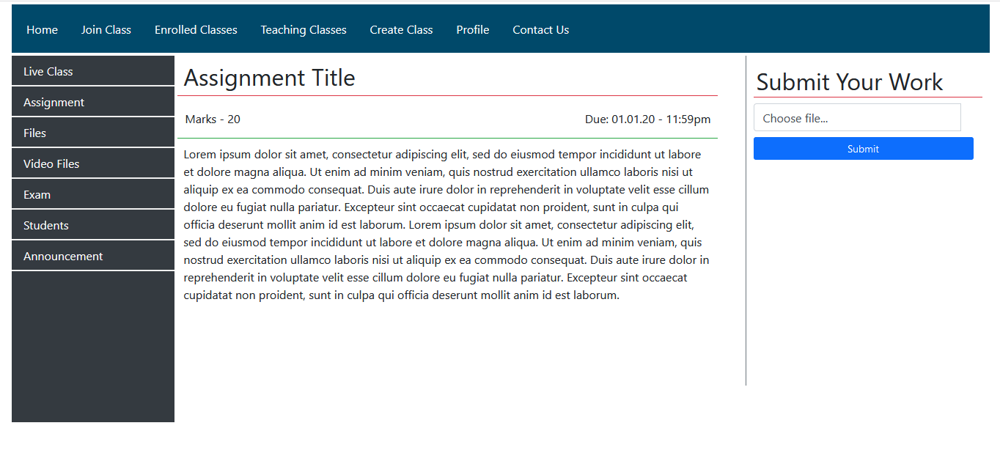 Home Join Class Enrolled Classes Teaching Classes Create Class Profile Contact Us
Live Class
Assignment
Files
Video Files
Exam
Students
Announcement
Assignment Title
Marks - 20 Due: 01.01.20 - 11:59pm
Lorem ipsum dolor sit amet, consectetur adipiscing elit, sed do eiusmod tempor incididunt ut labore
et dolore magna aliqua. Ut enim ad minim veniam, quis nostrud exercitation ullamco laboris nisi ut
aliquip ex ea commodo consequat. Duis aute irure dolor in reprehenderit in voluptate velit esse cillum
dolore eu fugiat nulla pariatur. Excepteur sint occaecat cupidatat non proident, sunt in culpa qui
officia deserunt mollit anim id est laborum. Lorem ipsum dolor sit amet, consectetur adipiscing elit,
sed do eiusmod tempor incididunt ut labore et dolore magna aliqua. Ut enim ad minim veniam, quis
nostrud exercitation ullamco laboris nisi ut aliquip ex ea commodo consequat. Duis aute irure dolor in
reprehenderit in voluptate velit esse cillum dolore eu fugiat nulla pariatur. Excepteur sint occaecat
cupidatat non proident, sunt in culpa qui officia deserunt mollit anim id est laborum.
Submit Your Work
Choose file...
Submit